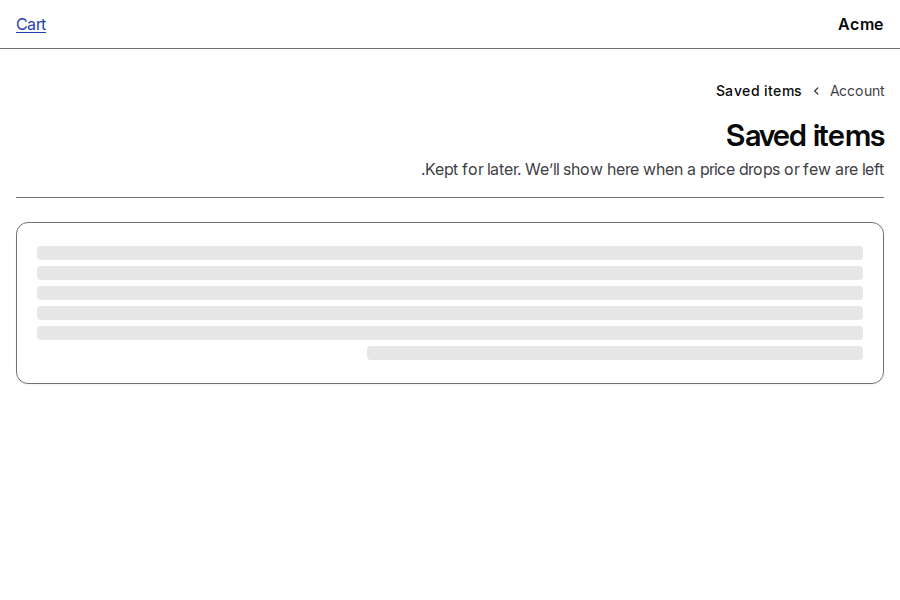 Acme
Cart
Account › Saved items
Saved items
Kept for later. We’ll show here when a price drops or few are left.